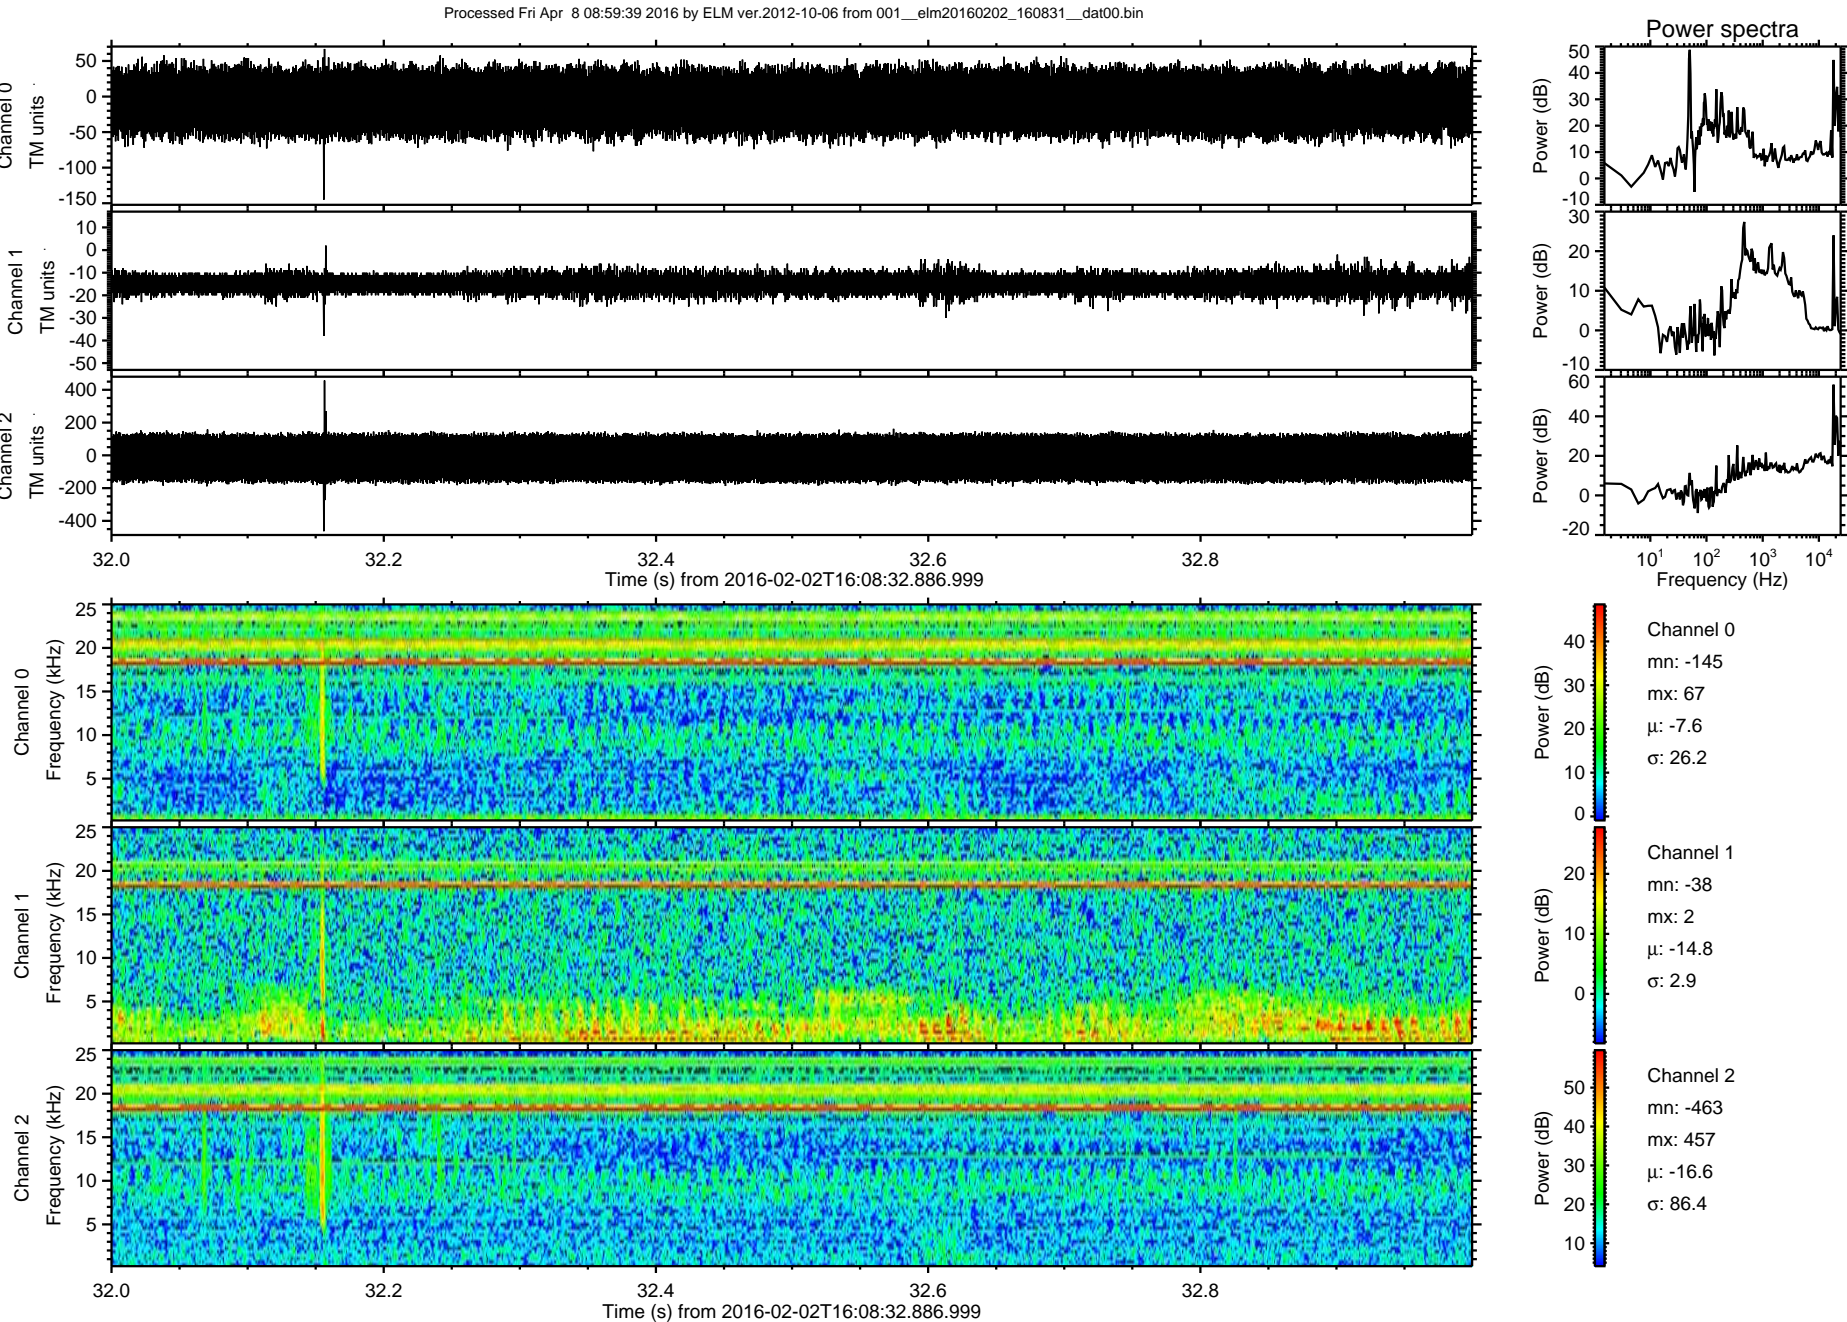 Processed Fri Apr  8 08:59:39 2016 by ELM ver.2012-10-06 from 001__elm20160202_160831__dat00.bin
Power spectra
Channel 0
TM units
50
0
-50
-100
-150
Power (dB)
50
40
30
20
10
0
-10
Channel 1
TM units
10
0
-10
-20
-30
-40
-50
Power (dB)
30
20
10
0
-10
Channel 2
TM units
400
200
0
-200
-400
Power (dB)
60
40
20
0
-20
32.0 32.2 32.4 32.6 32.8
Time (s) from 2016-02-02T16:08:32.886.999
10^1 10^2 10^3 10^4
Frequency (Hz)
Channel 0
Frequency (kHz)
25
20
15
10
5
Power (dB)
40
30
20
10
0
Channel 0
mn: -145
mx: 67
μ: -7.6
σ: 26.2
Channel 1
Frequency (kHz)
25
20
15
10
5
Power (dB)
20
10
0
Channel 1
mn: -38
mx: 2
μ: -14.8
σ: 2.9
Channel 2
Frequency (kHz)
25
20
15
10
5
Power (dB)
50
40
30
20
10
Channel 2
mn: -463
mx: 457
μ: -16.6
σ: 86.4
32.0 32.2 32.4 32.6 32.8
Time (s) from 2016-02-02T16:08:32.886.999